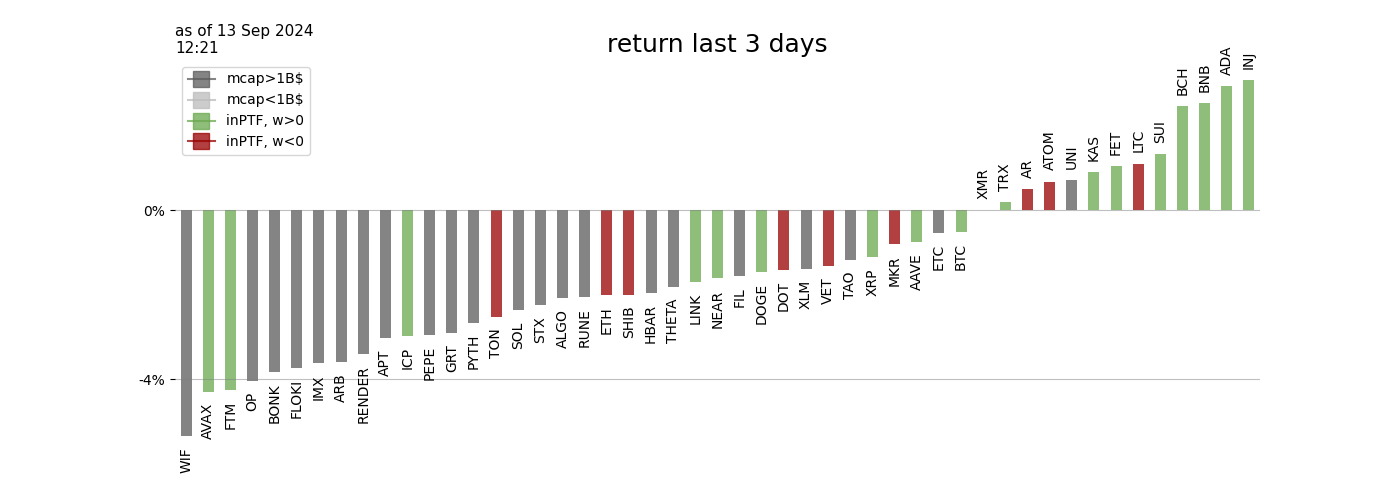 as of 13 Sep 2024
12:21
return last 3 days
mcap>1B$
mcap<1B$
inPTF, w>0
inPTF, w<0
0%
-4%
WIF
AVAX
FTM
OP
BONK
FLOKI
IMX
ARB
RENDER
APT
ICP
PEPE
GRT
PYTH
TON
SOL
STX
ALGO
RUNE
ETH
SHIB
HBAR
THETA
LINK
NEAR
FIL
DOGE
DOT
XLM
VET
TAO
XRP
MKR
AAVE
ETC
BTC
XMR
TRX
AR
ATOM
UNI
KAS
FET
LTC
SUI
BCH
BNB
ADA
INJ